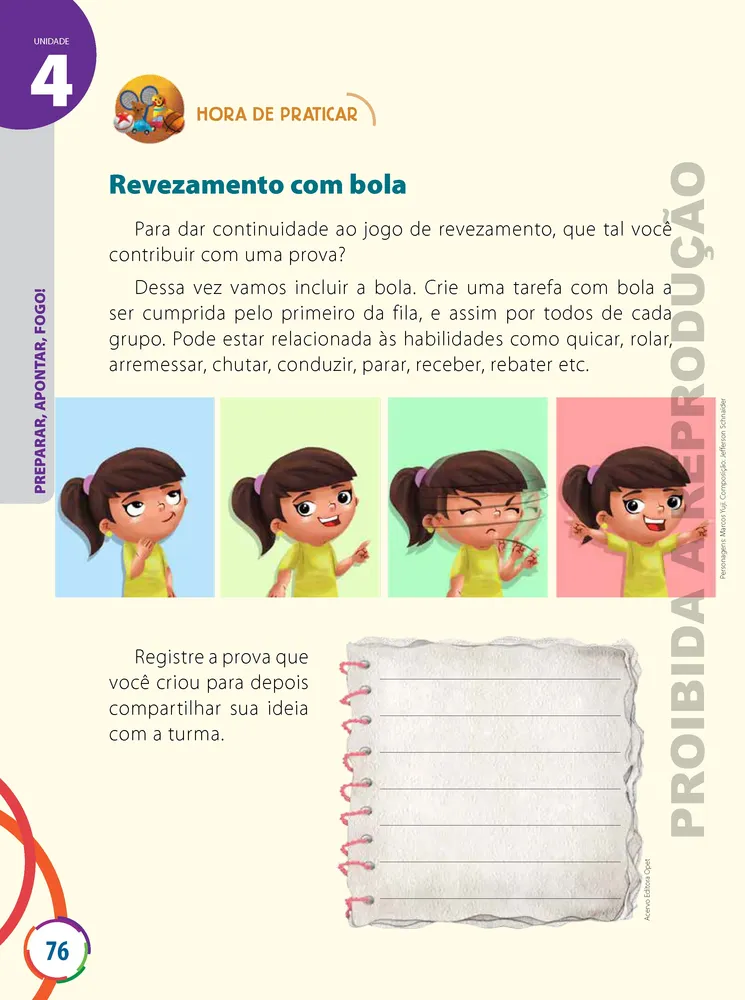 UNIDADE
4
HORA DE PRATICAR
PREPARAR, APONTAR, FOGO!
Revezamento com bola
Para dar continuidade ao jogo de revezamento, que tal você
contribuir com uma prova?
Dessa vez vamos incluir a bola. Crie uma tarefa com bola a
ser cumprida pelo primeiro da fila, e assim por todos de cada
grupo. Pode estar relacionada às habilidades como quicar, rolar,
arremessar, chutar, conduzir, parar, receber, rebater etc.
Personagens: Marcos Yuji. Composição: Jefferson Schnaider
Registre a prova que
você criou para depois
compartilhar sua ideia
com a turma.
Acervo Editora Opet
PROIBIDA A REPRODUÇÃO
76